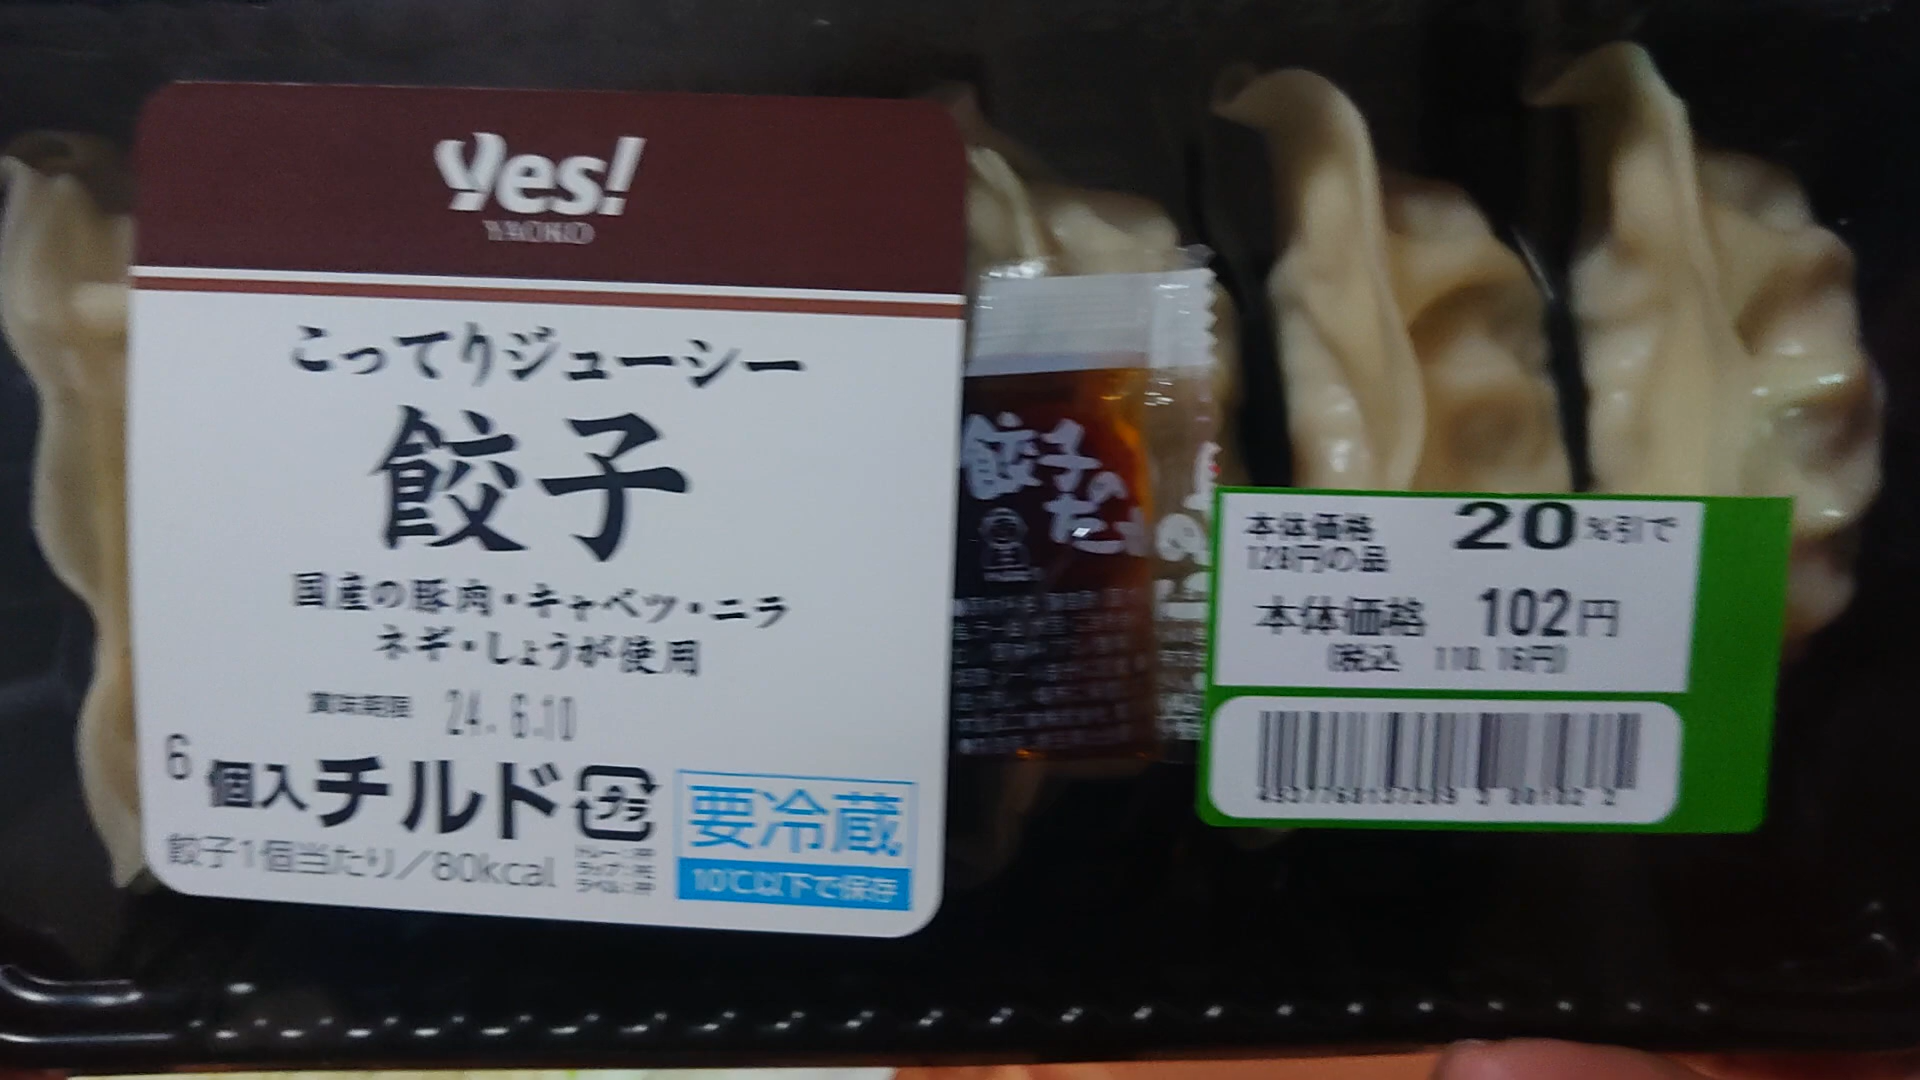 Yes!
YAOKO
こってりジューシー
餃子
国産の豚肉・キャベツ・ニラ
ネギ・しょうが使用
賞味期限 24.6.10
6個入チルド プラ
餃子1個当たり/80kcal
要冷蔵
10℃以下で保存
餃子の
たれ
本体価格 20%引で
128円の品
本体価格 102円
(税込 110.16円)